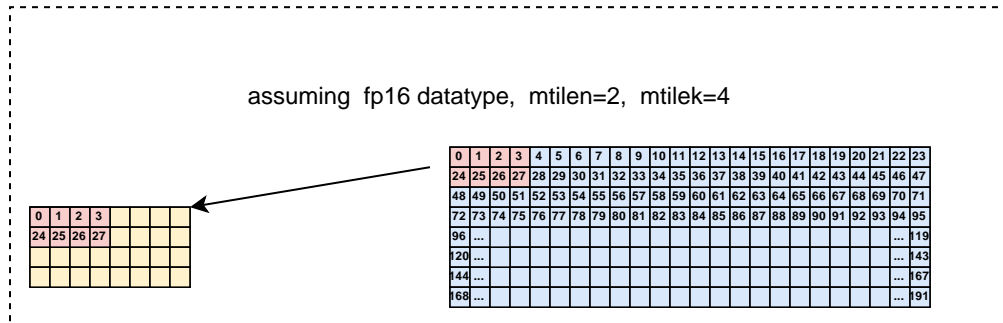 assuming fp16 datatype, mtilen=2, mtilek=4
0 1 2 3 4 5 6 7 8 9 10 11 12 13 14 15 16 17 18 19 20 21 22 23
24 25 26 27 28 29 30 31 32 33 34 35 36 37 38 39 40 41 42 43 44 45 46 47
48 49 50 51 52 53 54 55 56 57 58 59 60 61 62 63 64 65 66 67 68 69 70 71
72 73 74 75 76 77 78 79 80 81 82 83 84 85 86 87 88 89 90 91 92 93 94 95
96 ... ... 119
120 ... ... 143
144 ... ... 167
168 ... ... 191
0 1 2 3
24 25 26 27